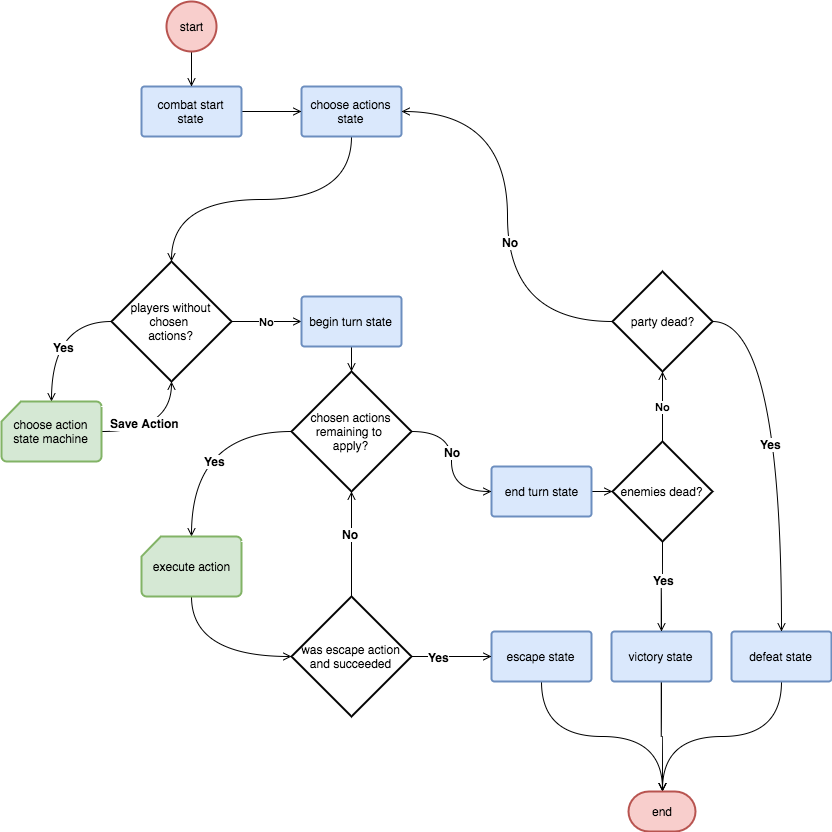 start
combat start
state
choose actions
state
No
players without
chosen
actions?
No
begin turn state
party dead?
Yes
choose action
state machine
Save Action
chosen actions
remaining to
apply?
No
Yes
Yes
No
end turn state
enemies dead?
execute action
No
Yes
was escape action
and succeeded
Yes
escape state
victory state
defeat state
end